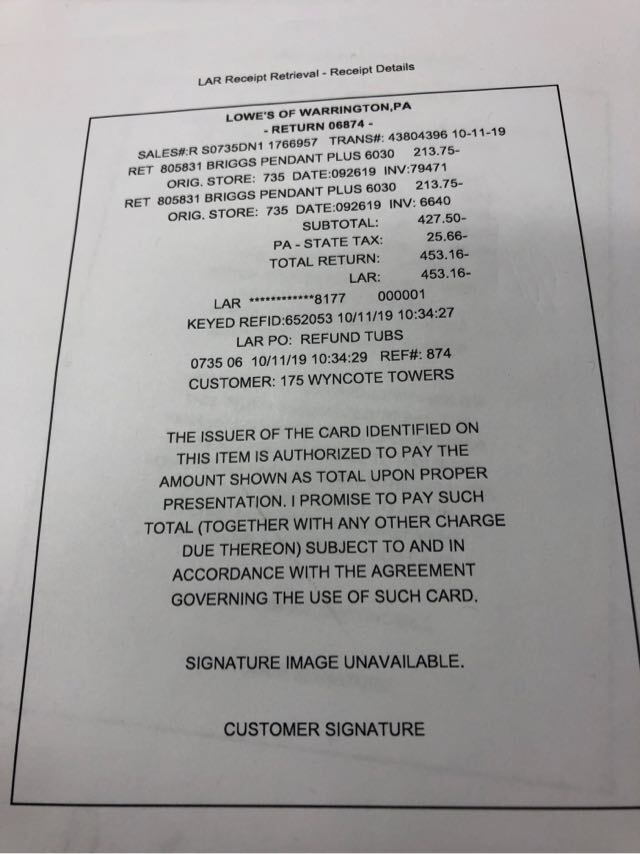 LAR Receipt Retrieval - Receipt Details
LOWE'S OF WARRINGTON,PA
- RETURN 06874 -
SALES#:R S0735DN1 1766957 TRANS#: 43804396 10-11-19
RET 805831 BRIGGS PENDANT PLUS 6030 213.75-
ORIG. STORE: 735 DATE:092619 INV:79471
RET 805831 BRIGGS PENDANT PLUS 6030 213.75-
ORIG. STORE: 735 DATE:092619 INV: 6640
SUBTOTAL: 427.50-
PA - STATE TAX: 25.66-
TOTAL RETURN: 453.16-
LAR: 453.16-
LAR ************8177 000001
KEYED REFID:652053 10/11/19 10:34:27
LAR PO: REFUND TUBS
0735 06 10/11/19 10:34:29 REF#: 874
CUSTOMER: 175 WYNCOTE TOWERS
THE ISSUER OF THE CARD IDENTIFIED ON
THIS ITEM IS AUTHORIZED TO PAY THE
AMOUNT SHOWN AS TOTAL UPON PROPER
PRESENTATION. I PROMISE TO PAY SUCH
TOTAL (TOGETHER WITH ANY OTHER CHARGE
DUE THEREON) SUBJECT TO AND IN
ACCORDANCE WITH THE AGREEMENT
GOVERNING THE USE OF SUCH CARD.
SIGNATURE IMAGE UNAVAILABLE.
CUSTOMER SIGNATURE